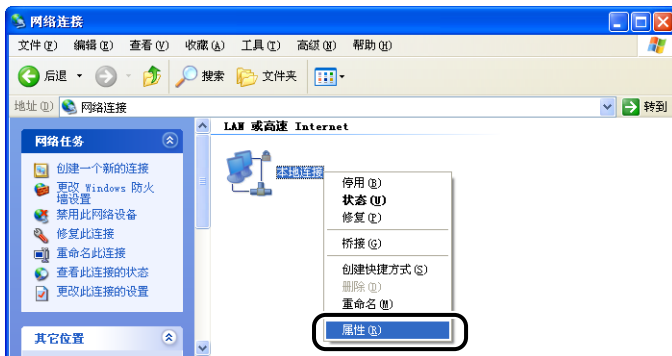 网络连接
文件(F) 编辑(E) 查看(V) 收藏(A) 工具(T) 高级(N) 帮助(H)
后退 搜索 文件夹
地址(D) 网络连接 转到
网络任务
创建一个新的连接
更改 Windows 防火
墙设置
禁用此网络设备
修复此连接
重命名此连接
查看此连接的状态
更改此连接的设置
其它位置
LAN 或高速 Internet
本地连接
停用(B)
状态(U)
修复(P)
桥接(G)
创建快捷方式(S)
删除(D)
重命名(M)
属性(R)